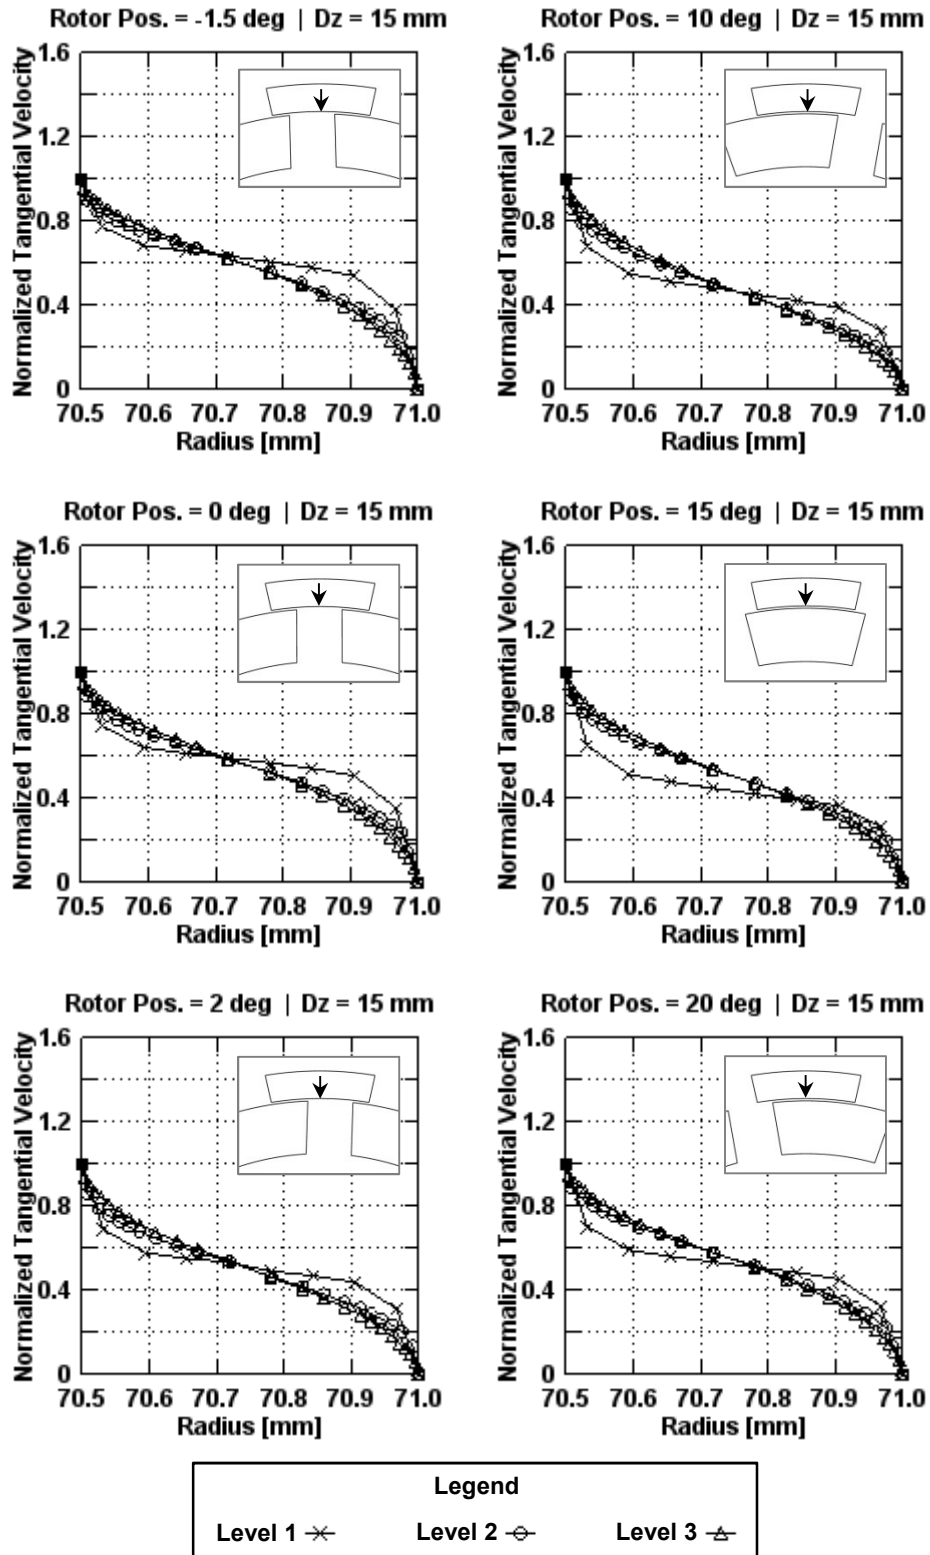 Rotor Pos. = -1.5 deg | Dz = 15 mm
Normalized Tangential Velocity
1.6
1.2
0.8
0.4
0
70.5 70.6 70.7 70.8 70.9 71.0
Radius [mm]
Rotor Pos. = 10 deg | Dz = 15 mm
Normalized Tangential Velocity
1.6
1.2
0.8
0.4
0
70.5 70.6 70.7 70.8 70.9 71.0
Radius [mm]
Rotor Pos. = 0 deg | Dz = 15 mm
Normalized Tangential Velocity
1.6
1.2
0.8
0.4
0
70.5 70.6 70.7 70.8 70.9 71.0
Radius [mm]
Rotor Pos. = 15 deg | Dz = 15 mm
Normalized Tangential Velocity
1.6
1.2
0.8
0.4
0
70.5 70.6 70.7 70.8 70.9 71.0
Radius [mm]
Rotor Pos. = 2 deg | Dz = 15 mm
Normalized Tangential Velocity
1.6
1.2
0.8
0.4
0
70.5 70.6 70.7 70.8 70.9 71.0
Radius [mm]
Rotor Pos. = 20 deg | Dz = 15 mm
Normalized Tangential Velocity
1.6
1.2
0.8
0.4
0
70.5 70.6 70.7 70.8 70.9 71.0
Radius [mm]
Legend
Level 1 Level 2 Level 3